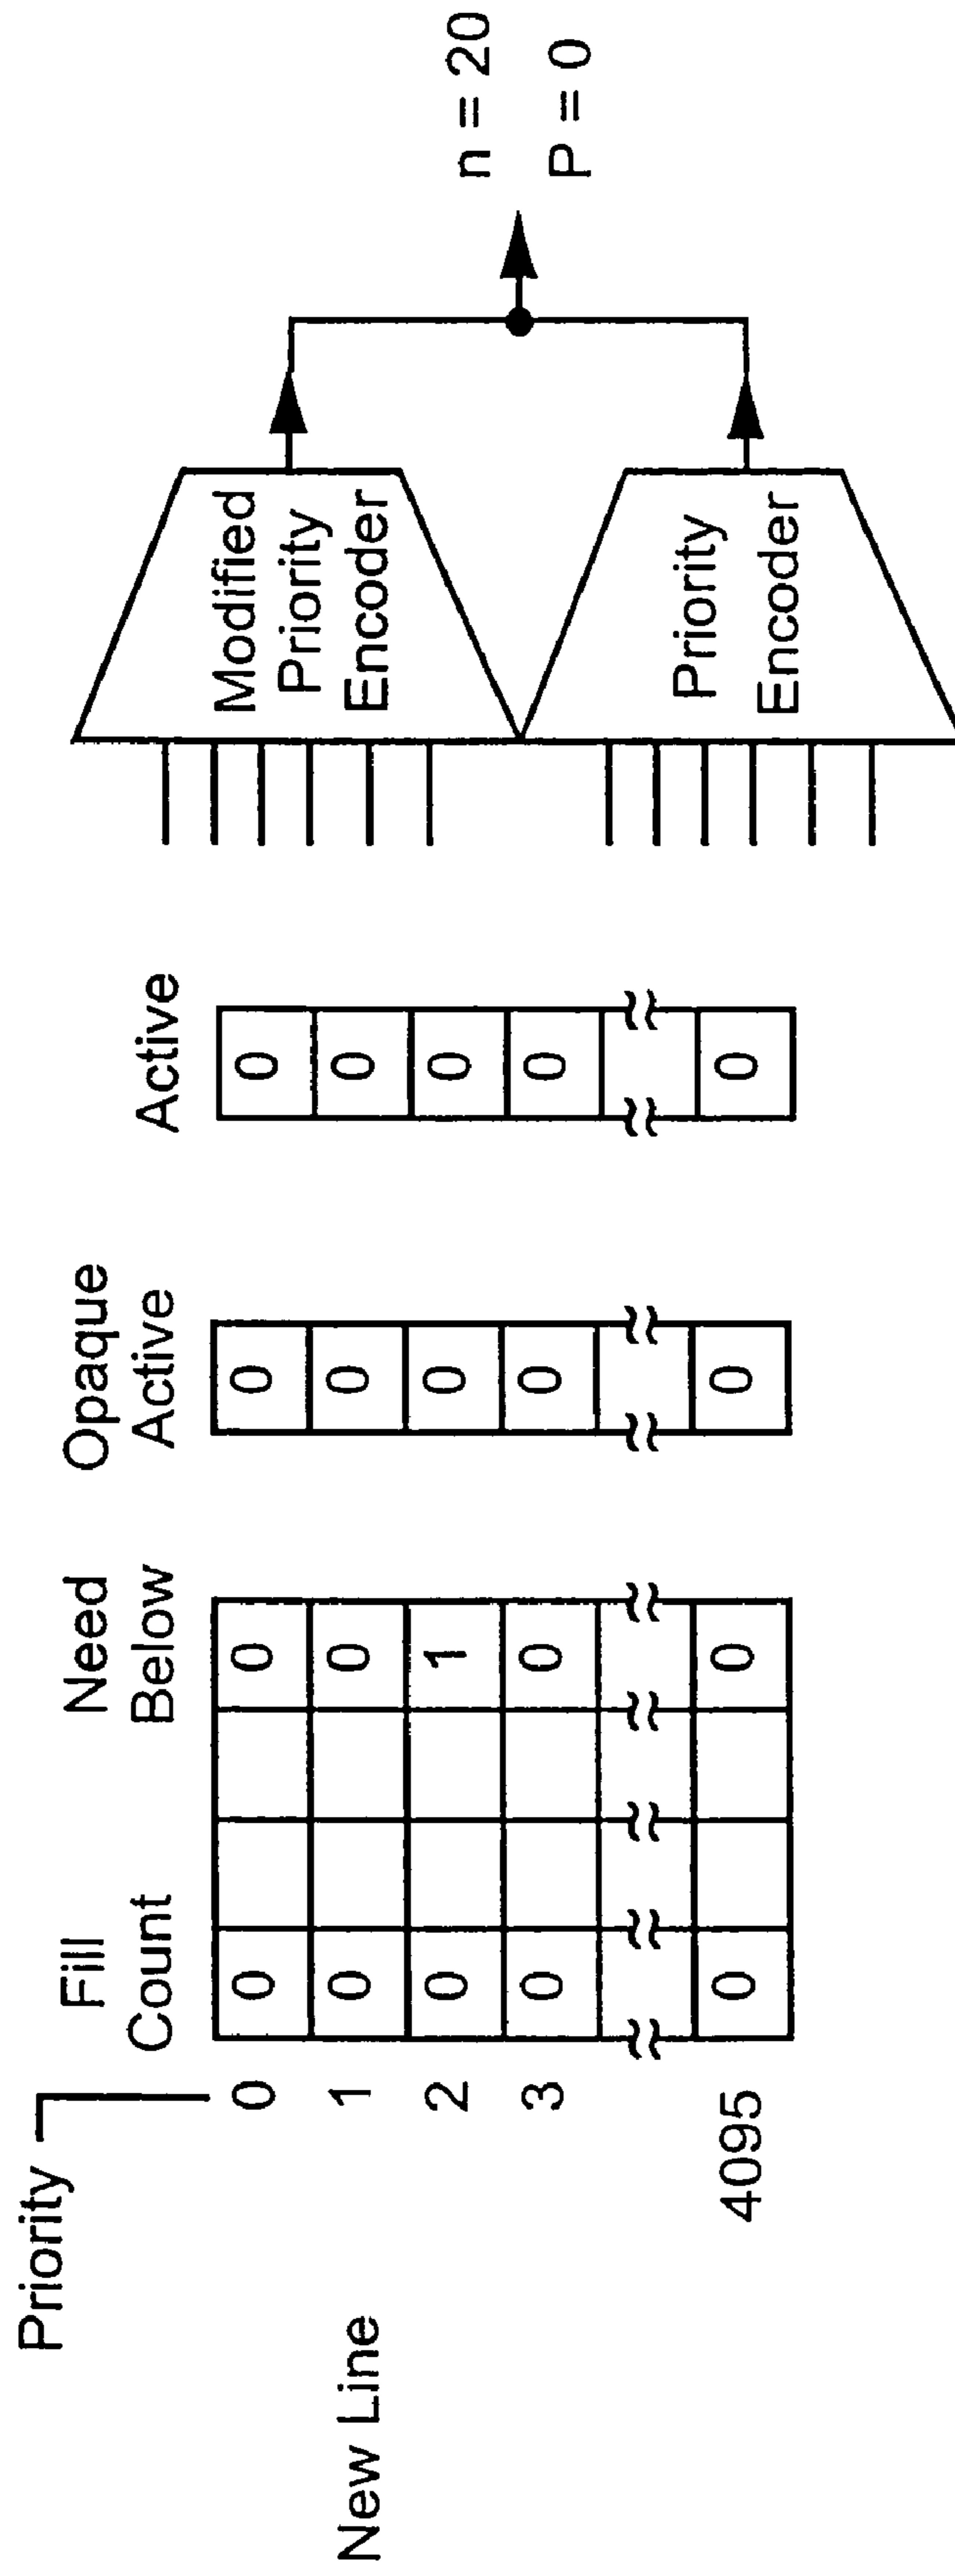 Priority
Fill
Count
Need
Below
Opaque
Active
Active
New Line
0 0 0 0 0
1 0 0 0 0
2 0 1 0 0
3 0 0 0 0
4095 0 0 0 0
Modified
Priority
Encoder
Priority
Encoder
n = 20
P = 0